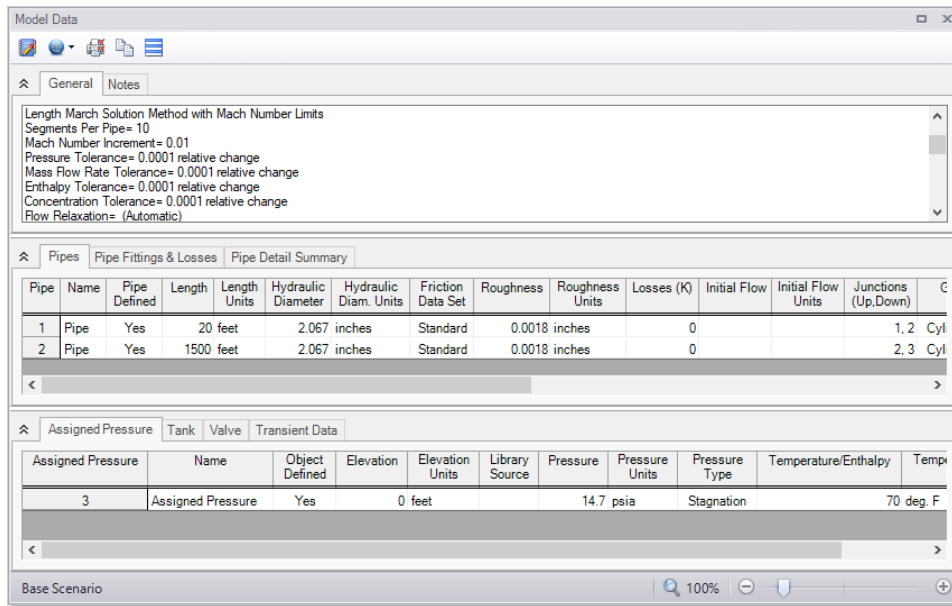 Model Data
General Notes
Length March Solution Method with Mach Number Limits
Segments Per Pipe= 10
Mach Number Increment= 0.01
Pressure Tolerance= 0.0001 relative change
Mass Flow Rate Tolerance= 0.0001 relative change
Enthalpy Tolerance= 0.0001 relative change
Concentration Tolerance= 0.0001 relative change
Flow Relaxation= (Automatic)
Pipes Pipe Fittings & Losses Pipe Detail Summary
Pipe Name Pipe Defined Length Length Units Hydraulic Diameter Hydraulic Diam. Units Friction Data Set Roughness Roughness Units Losses (K) Initial Flow Initial Flow Units Junctions (Up,Down)
1 Pipe Yes 20 feet 2.067 inches Standard 0.0018 inches 0 1, 2 Cyli
2 Pipe Yes 1500 feet 2.067 inches Standard 0.0018 inches 0 2, 3 Cyli
Assigned Pressure Tank Valve Transient Data
Assigned Pressure Name Object Defined Elevation Elevation Units Library Source Pressure Pressure Units Pressure Type Temperature/Enthalpy Tempe
3 Assigned Pressure Yes 0 feet 14.7 psia Stagnation 70 deg. F
Base Scenario 100%